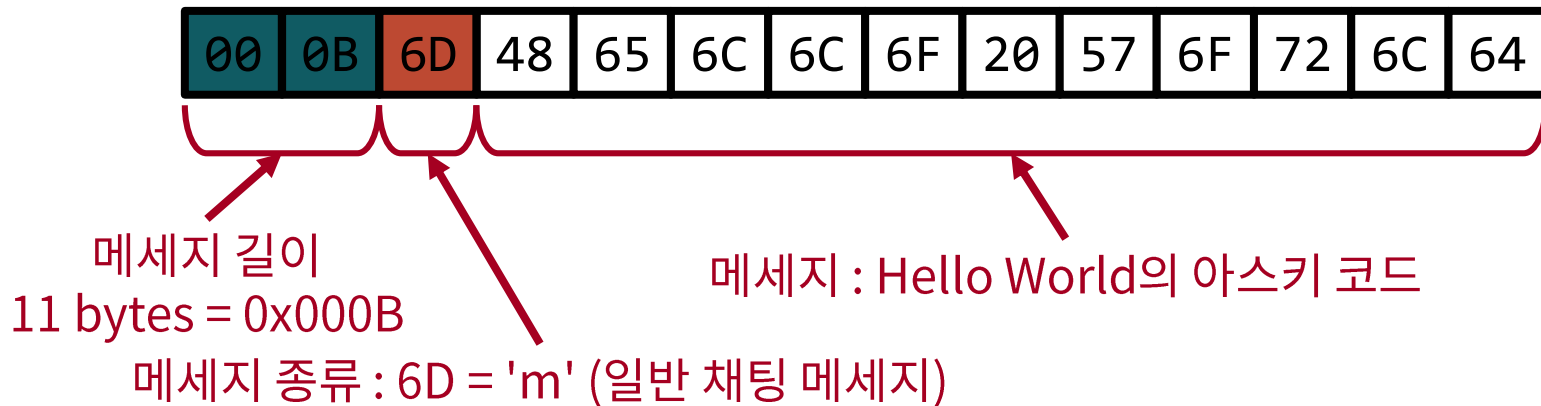 00 0B 6D 48 65 6C 6C 6F 20 57 6F 72 6C 64
메세지 길이
11 bytes = 0x000B
메세지 : Hello World의 아스키 코드
메세지 종류 : 6D = 'm' (일반 채팅 메세지)